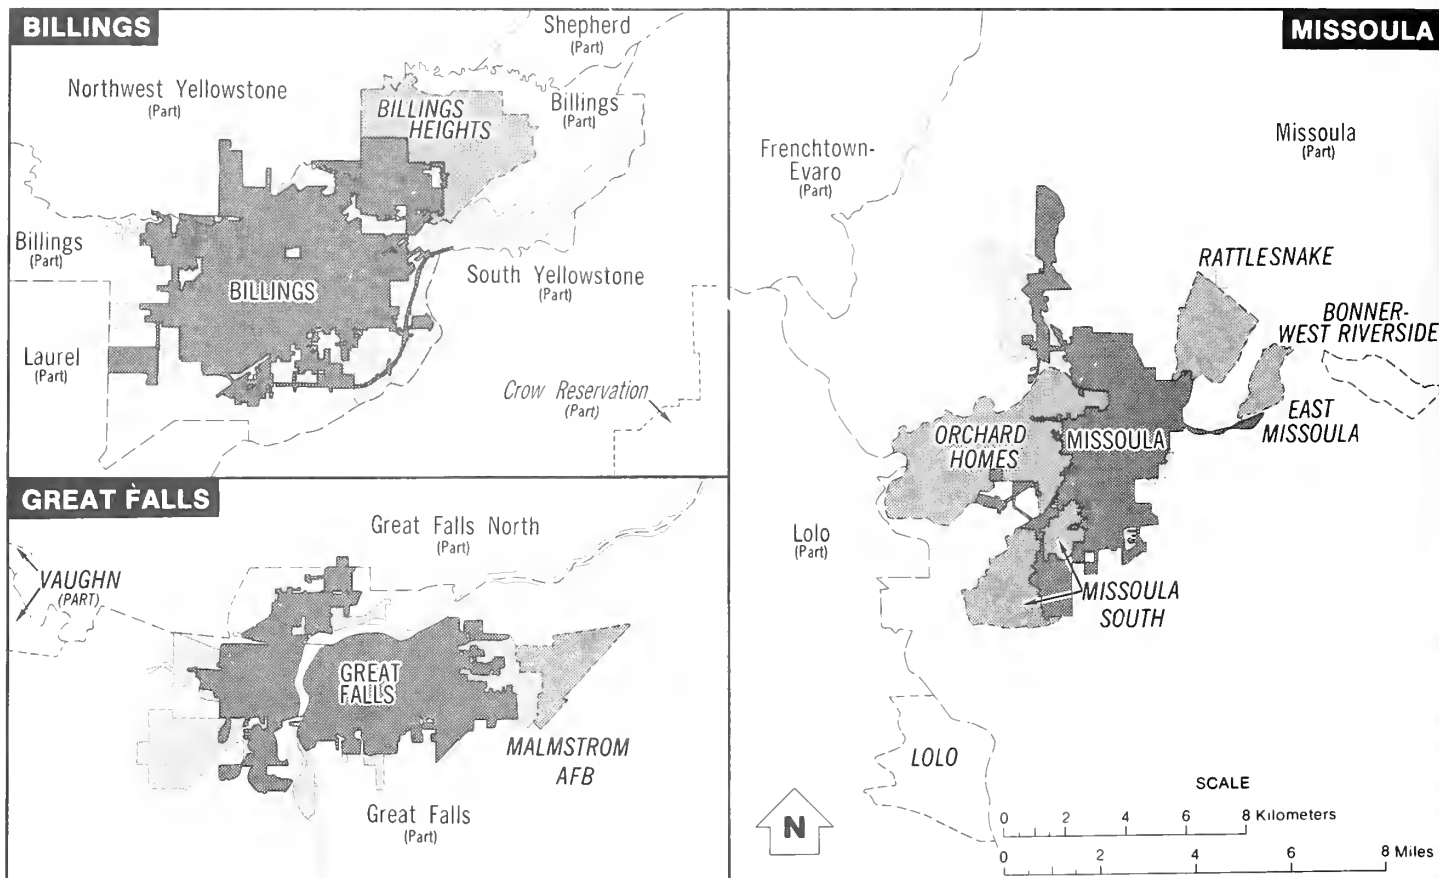 BILLINGS
Shepherd
(Part)
Northwest Yellowstone
(Part)
BILLINGS
HEIGHTS
Billings
(Part)
Billings
(Part)
BILLINGS
South Yellowstone
(Part)
Laurel
(Part)
Crow Reservation
(Part)
GREAT FALLS
Great Falls North
(Part)
VAUGHN
(PART)
GREAT
FALLS
MALMSTROM
AFB
Great Falls
(Part)
MISSOULA
Missoula
(Part)
Frenchtown-
Evaro
(Part)
RATTLESNAKE
BONNER-
WEST RIVERSIDE
EAST
MISSOULA
ORCHARD
HOMES
MISSOULA
Lolo
(Part)
MISSOULA
SOUTH
LOLO
N
SCALE
0 2 4 6 8 Kilometers
0 2 4 6 8 Miles